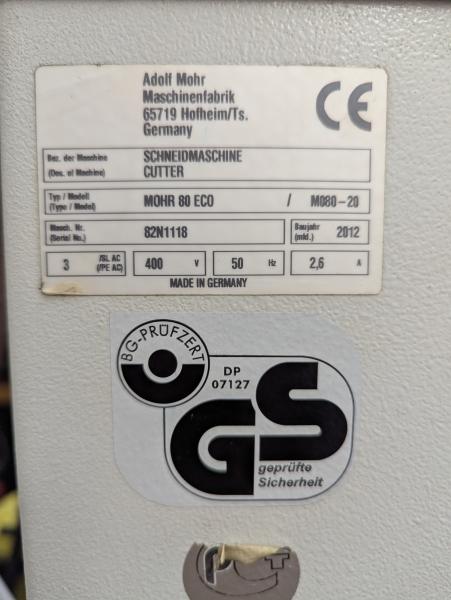 Adolf Mohr
Maschinenfabrik
65719 Hofheim/Ts.
Germany
CE
Bez. der Maschine
(Des. of Machine)
SCHNEIDMASCHINE
CUTTER
Typ / Modell
(Type / Model)
MOHR 80 ECO / M080-20
Masch. Nr.
(Serial No.)
82N1118
Baujahr
(mfd.)
2012
3 /SL AC
(/PE AC)
400 V
50 Hz
2,6 A
MADE IN GERMANY
BG-PRÜFZERT
DP
07127
GS
geprüfte
Sicherheit